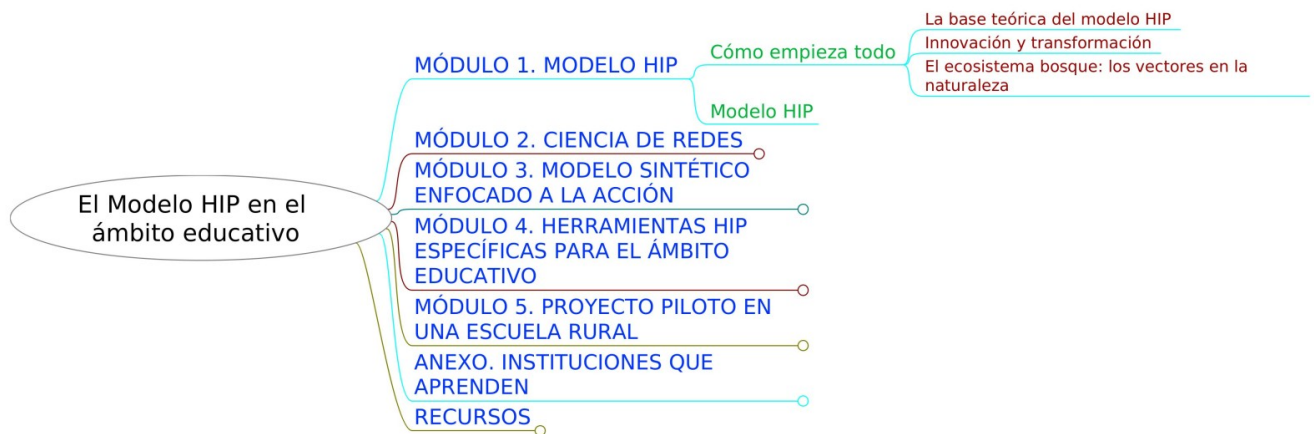 El Modelo HIP en el
ámbito educativo
MÓDULO 1. MODELO HIP
Cómo empieza todo
La base teórica del modelo HIP
Innovación y transformación
El ecosistema bosque: los vectores en la
naturaleza
Modelo HIP
MÓDULO 2. CIENCIA DE REDES
MÓDULO 3. MODELO SINTÉTICO
ENFOCADO A LA ACCIÓN
MÓDULO 4. HERRAMIENTAS HIP
ESPECÍFICAS PARA EL ÁMBITO
EDUCATIVO
MÓDULO 5. PROYECTO PILOTO EN
UNA ESCUELA RURAL
ANEXO. INSTITUCIONES QUE
APRENDEN
RECURSOS